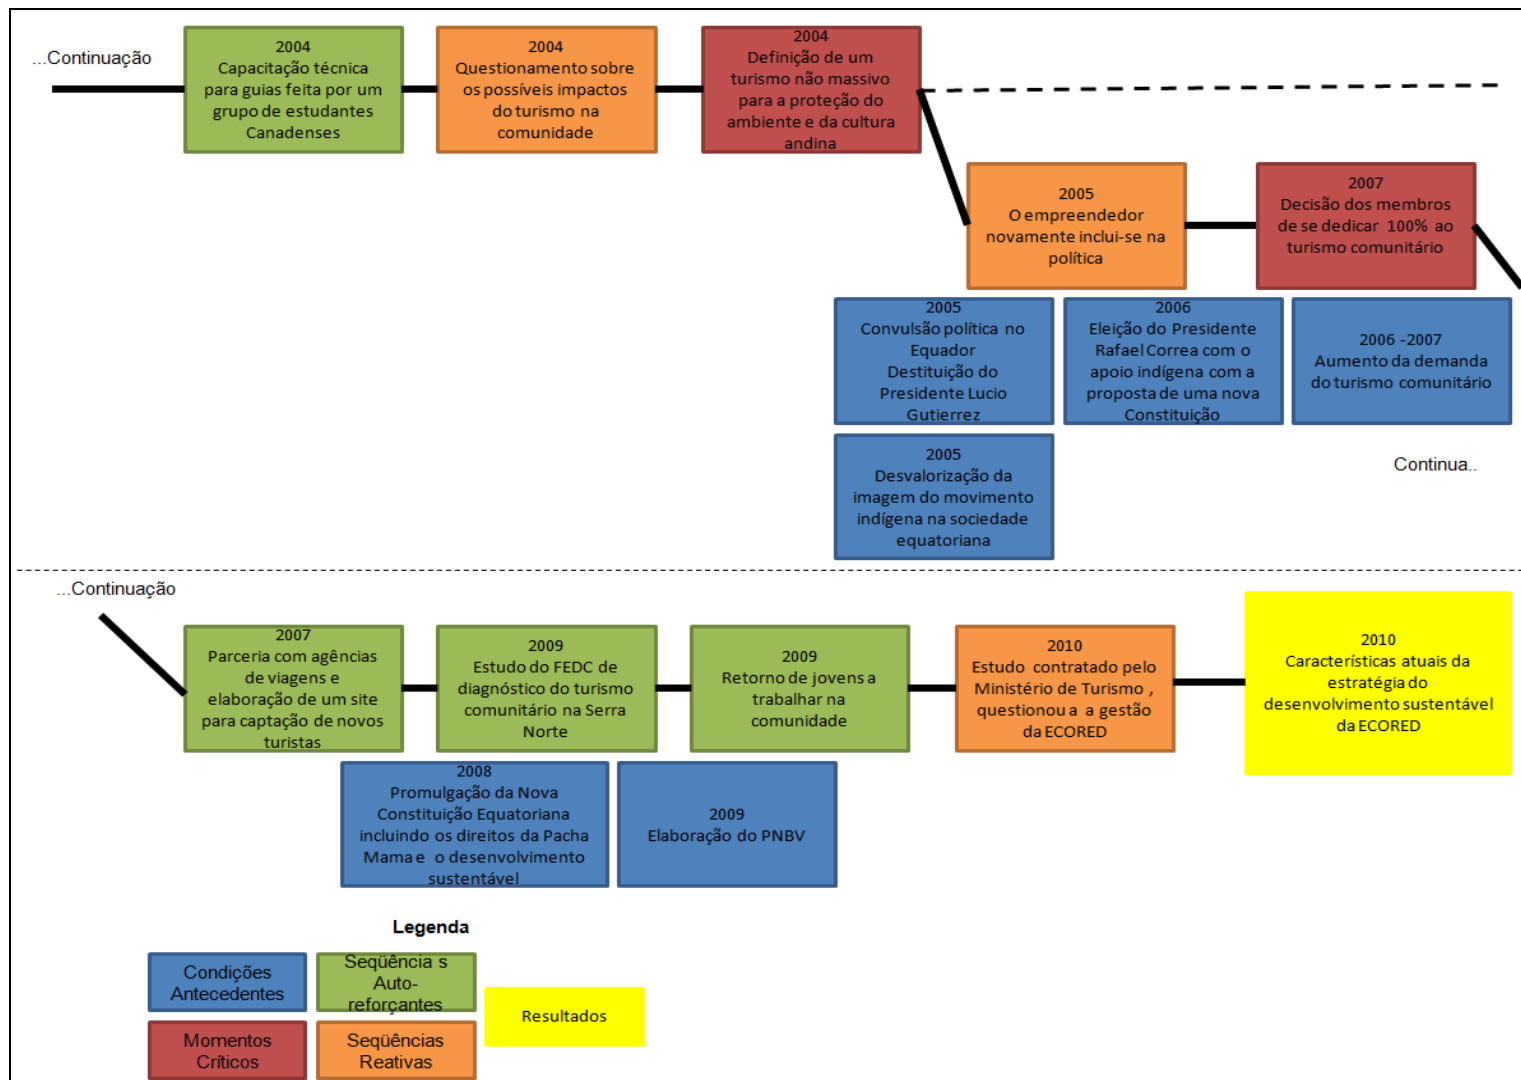 ...Continuação
2004
Capacitação técnica
para guias feita por um
grupo de estudantes
Canadenses
2004
Questionamento sobre
os possíveis impactos
do turismo na
comunidade
2004
Definição de um
turismo não massivo
para a proteção do
ambiente e da cultura
andina
2005
O empreendedor
novamente inclui-se na
política
2007
Decisão dos membros
de se dedicar 100% ao
turismo comunitário
2005
Convulsão política no
Equador
Destituição do
Presidente Lucio
Gutierrez
2006
Eleição do Presidente
Rafael Correa com o
apoio indígena com a
proposta de uma nova
Constituição
2006 -2007
Aumento da demanda
do turismo comunitário
2005
Desvalorização da
imagem do movimento
indígena na sociedade
equatoriana
Continua..
...Continuação
2007
Parceria com agências
de viagens e
elaboração de um site
para captação de novos
turistas
2009
Estudo do FEDC de
diagnóstico do turismo
comunitário na Serra
Norte
2009
Retorno de jovens a
trabalhar na
comunidade
2010
Estudo contratado pelo
Ministério de Turismo ,
questionou a a gestão
da ECORED
2010
Características atuais da
estratégia do
desenvolvimento sustentável
da ECORED
2008
Promulgação da Nova
Constituição Equatoriana
incluindo os direitos da Pacha
Mama e o desenvolvimento
sustentável
2009
Elaboração do PNBV
Legenda
Condições
Antecedentes
Seqüência s
Auto-
reforçantes
Resultados
Momentos
Críticos
Seqüências
Reativas